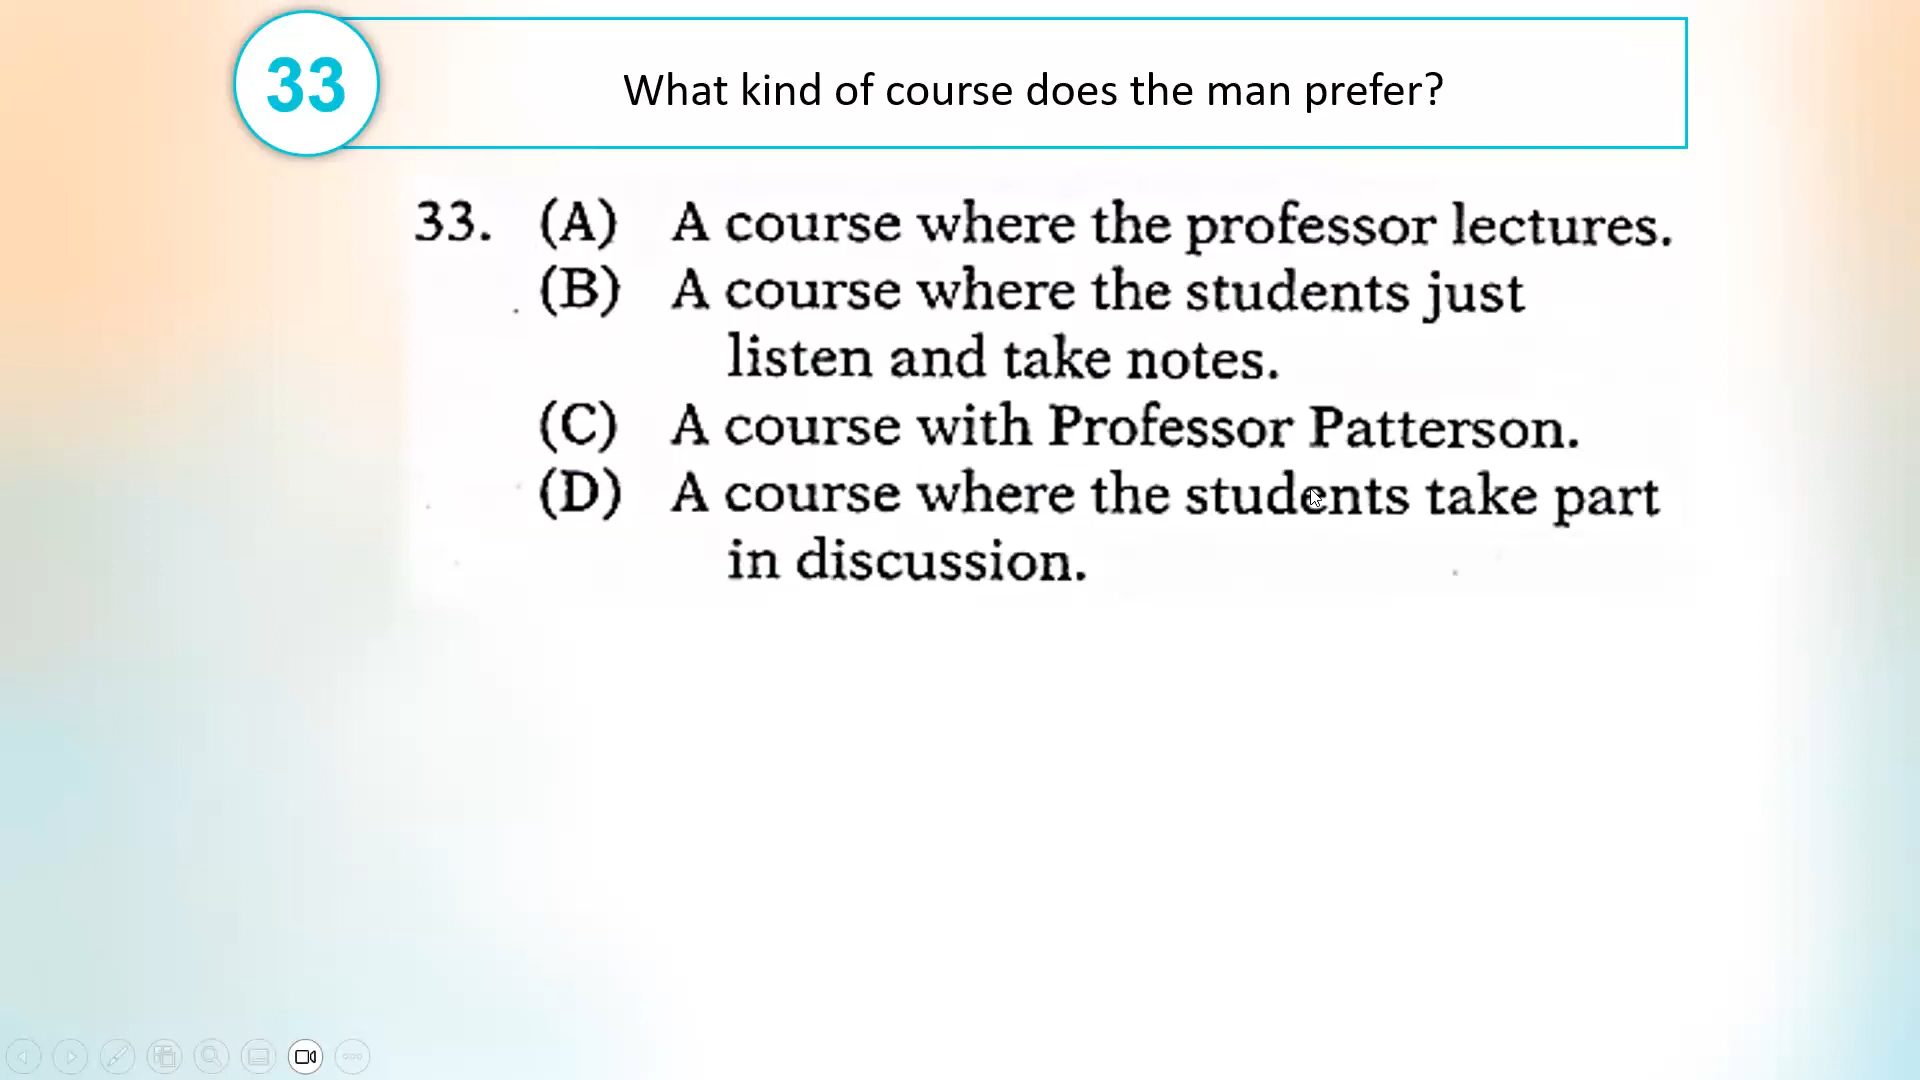 33
What kind of course does the man prefer?
33. (A) A course where the professor lectures.
(B) A course where the students just
listen and take notes.
(C) A course with Professor Patterson.
(D) A course where the students take part
in discussion.